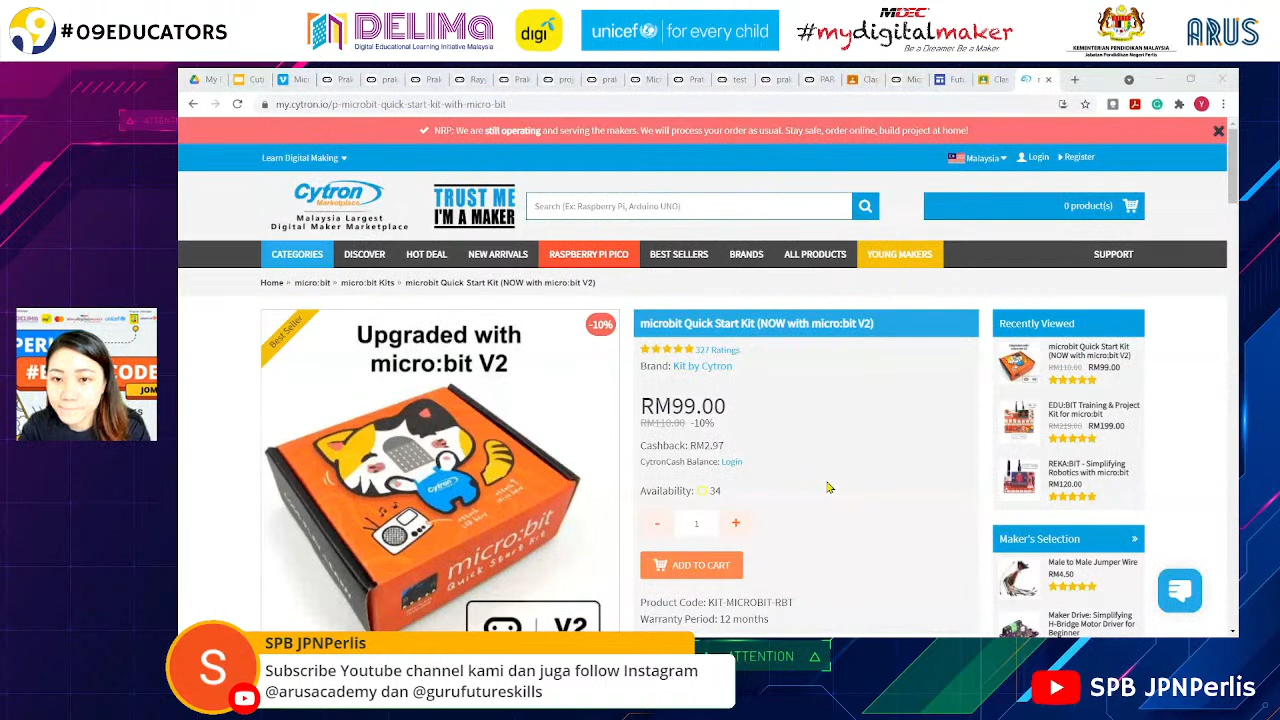 #09EDUCATORS
DELIMa
Digital Educational Learning Initiative Malaysia
digi
unicef for every child
MDEC
#mydigitalmaker
Be a Dreamer. Be a Maker.
KEMENTERIAN PENDIDIKAN MALAYSIA
Jabatan Pendidikan Negeri Perlis
ARUS
my.cytron.io/p-microbit-quick-start-kit-with-micro-bit
NRP: We are still operating and serving the makers. We will process your order as usual. Stay safe, order online, build project at home!
Learn Digital Making
Malaysia Login Register
Cytron
Marketplace
Malaysia Largest
Digital Maker Marketplace
TRUST ME
I'M A MAKER
Search (Ex: Raspberry Pi, Arduino UNO)
0 product(s)
CATEGORIES DISCOVER HOT DEAL NEW ARRIVALS RASPBERRY PI PICO BEST SELLERS BRANDS ALL PRODUCTS YOUNG MAKERS SUPPORT
Home » micro:bit » micro:bit Kits » microbit Quick Start Kit (NOW with micro:bit V2)
Best Seller
-10%
Upgraded with
micro:bit V2
Cytron
micro:bit
Quick Start Kit
V2
microbit Quick Start Kit (NOW with micro:bit V2)
327 Ratings
Brand: Kit by Cytron
RM99.00
RM110.00 -10%
Cashback: RM2.97
CytronCash Balance: Login
Availability: 34
- 1 +
ADD TO CART
Product Code: KIT-MICROBIT-RBT
Warranty Period: 12 months
Recently Viewed
microbit Quick Start Kit
(NOW with micro:bit V2)
RM110.00 RM99.00
EDU:BIT Training & Project
Kit for micro:bit
RM219.00 RM199.00
REKA:BIT - Simplifying
Robotics with micro:bit
RM120.00
Maker's Selection
Male to Male Jumper Wire
RM4.50
Maker Drive: Simplifying
H-Bridge Motor Driver for
Beginner
S
SPB JPNPerlis
Subscribe Youtube channel kami dan juga follow Instagram
@arusacademy dan @gurufutureskills
ATTENTION
SPB JPNPerlis